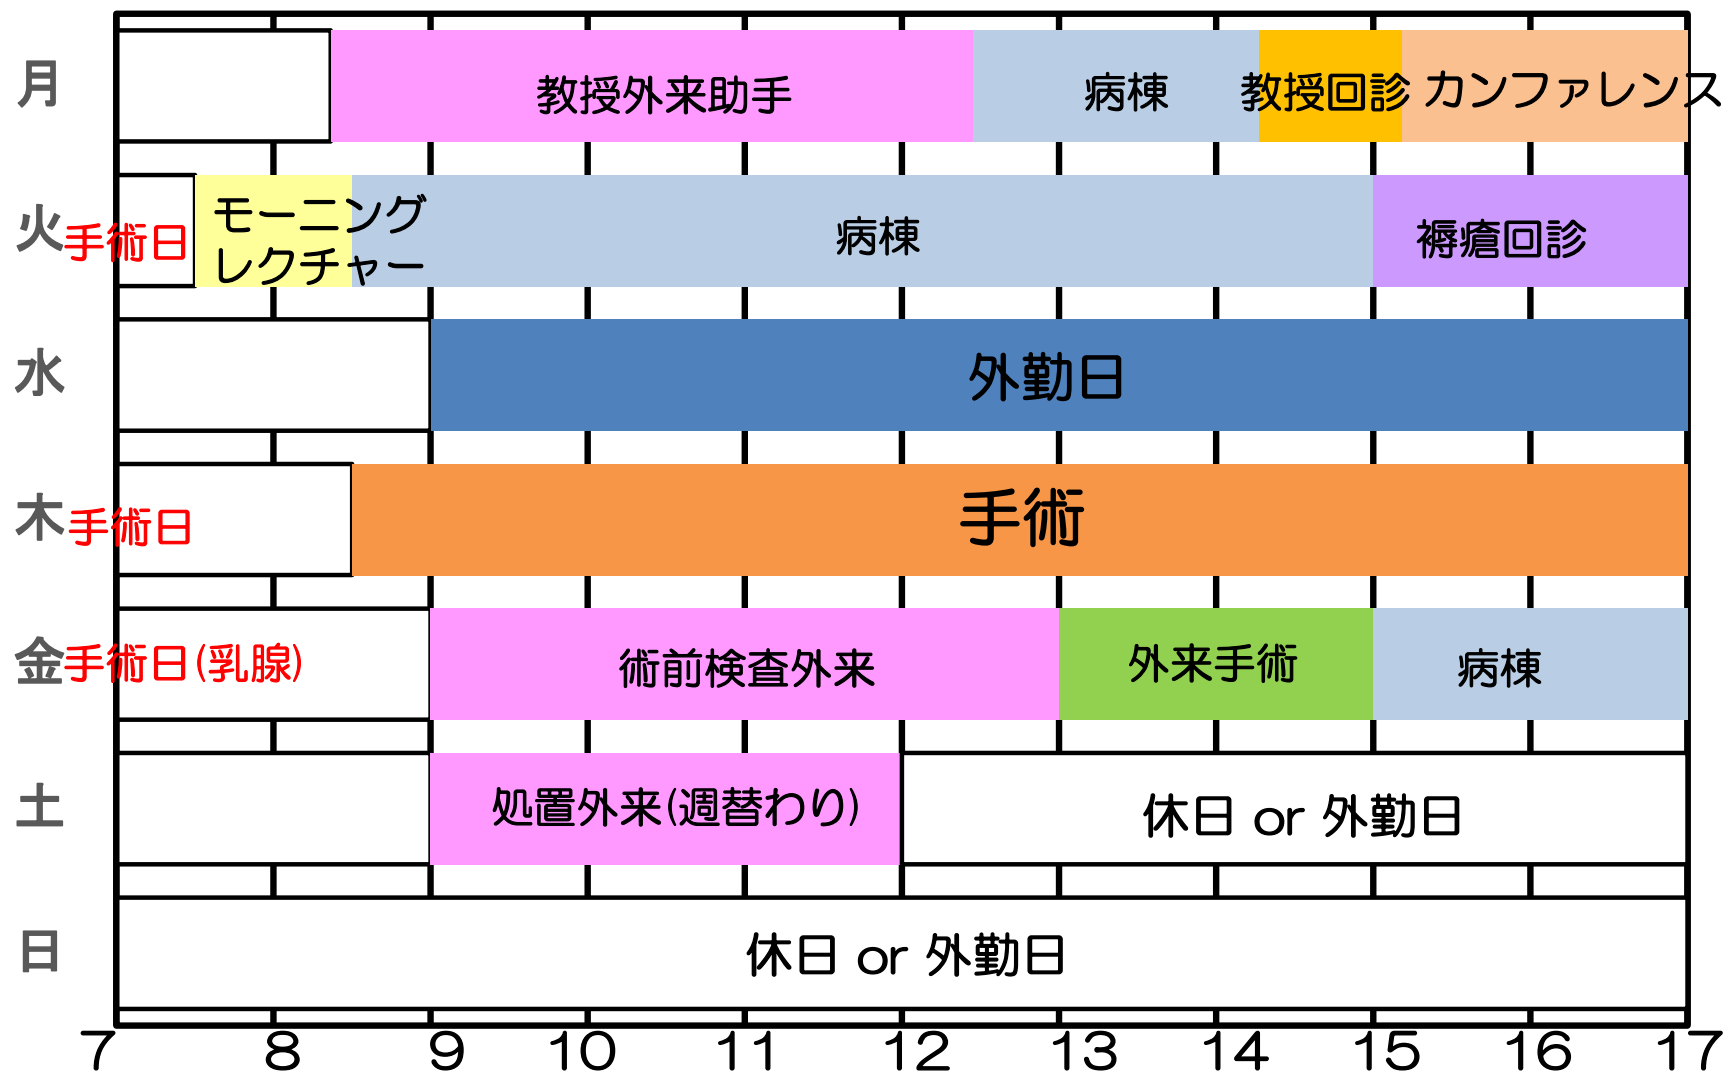 月
教授外来助手
病棟
教授回診
カンファレンス
火
手術日
モーニング
レクチャー
病棟
褥瘡回診
水
外勤日
木
手術日
手術
金
手術日(乳腺)
術前検査外来
外来手術
病棟
土
処置外来(週替わり)
休日 or 外勤日
日
休日 or 外勤日
7 8 9 10 11 12 13 14 15 16 17